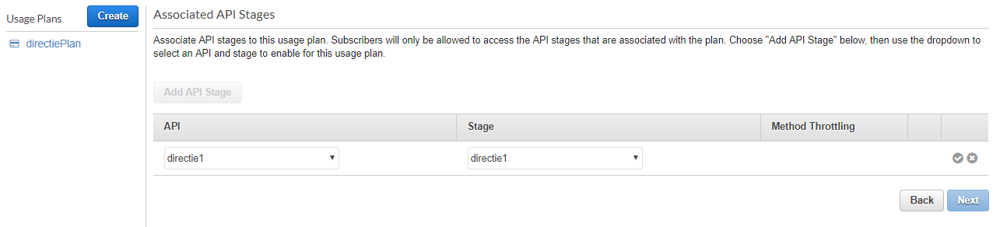 Usage Plans
Create
directiePlan
Associated API Stages
Associate API stages to this usage plan. Subscribers will only be allowed to access the API stages that are associated with the plan. Choose "Add API Stage" below, then use the dropdown to
select an API and stage to enable for this usage plan.
Add API Stage
API Stage Method Throttling
directie1 directie1
Back Next